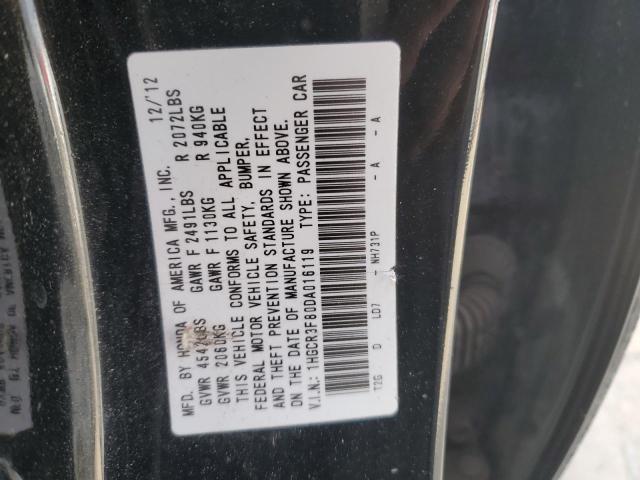 MFD. BY HONDA OF AMERICA MFG., INC. 12/'12
GVWR 4542LBS GAWR F 2491LBS R 2072LBS
GVWR 2060KG GAWR F 1130KG R 940KG
THIS VEHICLE CONFORMS TO ALL APPLICABLE
FEDERAL MOTOR VEHICLE SAFETY, BUMPER,
AND THEFT PREVENTION STANDARDS IN EFFECT
ON THE DATE OF MANUFACTURE SHOWN ABOVE.
V.I.N.: 1HGCR3F80DA016119 TYPE: PASSENGER CAR
T2G D LD7 - NH731P - A - A